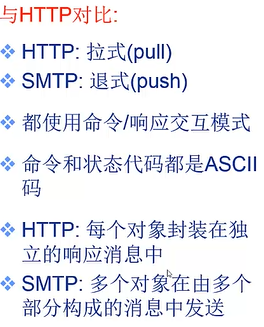 与HTTP对比:
HTTP: 拉式(pull)
SMTP: 退式(push)
都使用命令/响应交互模式
命令和状态代码都是ASCII
码
HTTP: 每个对象封装在独
立的响应消息中
SMTP: 多个对象在由多个
部分构成的消息中发送